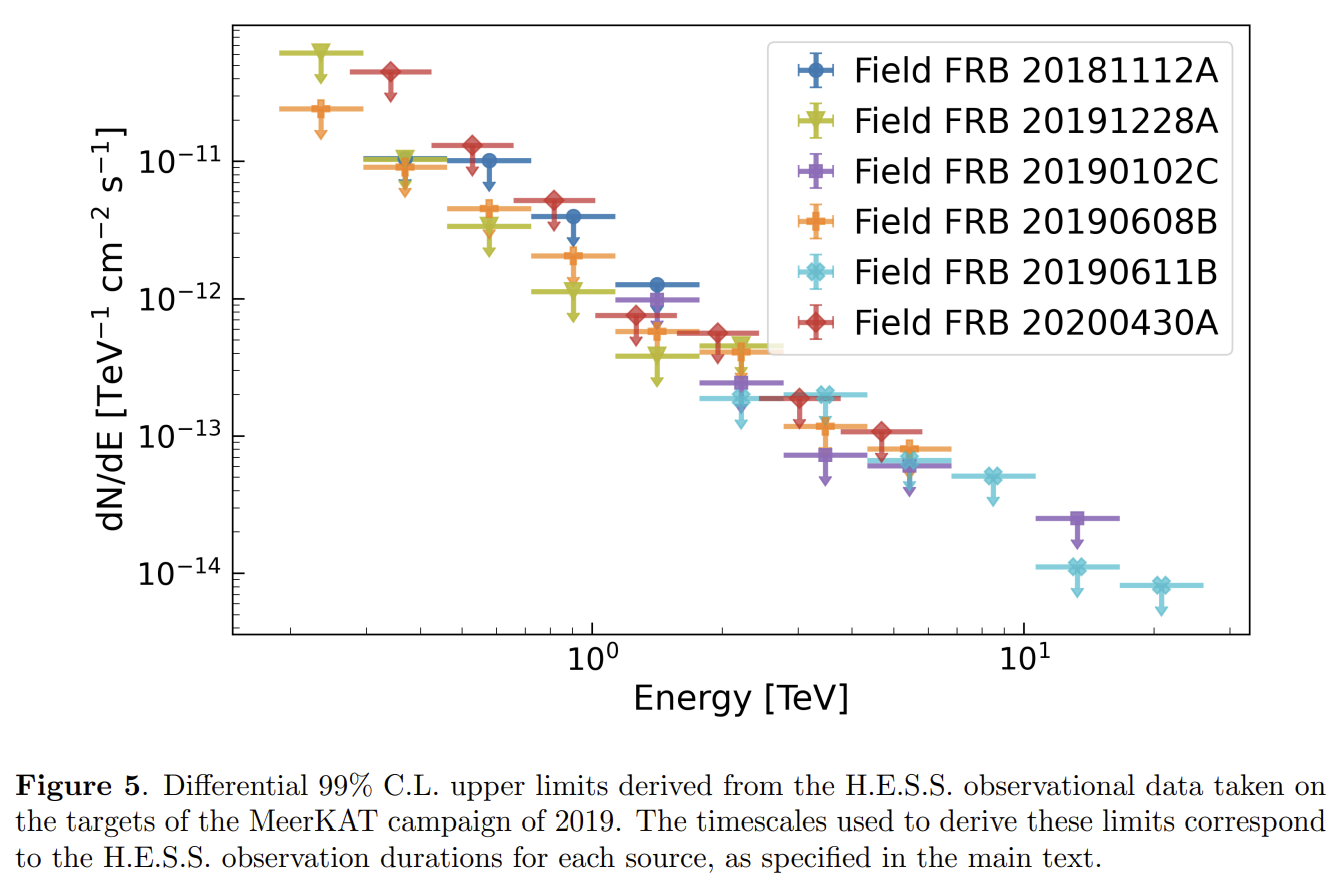 dN/dE [TeV⁻¹ cm⁻² s⁻¹]
10⁻¹¹
10⁻¹²
10⁻¹³
10⁻¹⁴
Field FRB 20181112A
Field FRB 20191228A
Field FRB 20190102C
Field FRB 20190608B
Field FRB 20190611B
Field FRB 20200430A
10⁰
10¹
Energy [TeV]
Figure 5. Differential 99% C.L. upper limits derived from the H.E.S.S. observational data taken on
the targets of the MeerKAT campaign of 2019. The timescales used to derive these limits correspond
to the H.E.S.S. observation durations for each source, as specified in the main text.